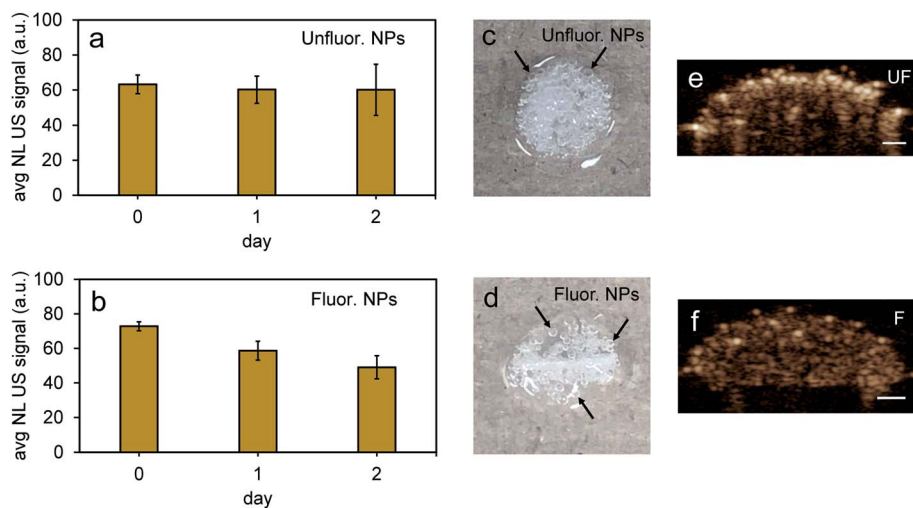 a
Unfluor. NPs
avg NL US signal (a.u.)
100
80
60
40
20
0
0 1 2
day
c
Unfluor. NPs
e
UF
b
Fluor. NPs
avg NL US signal (a.u.)
100
80
60
40
20
0
0 1 2
day
d
Fluor. NPs
f
F